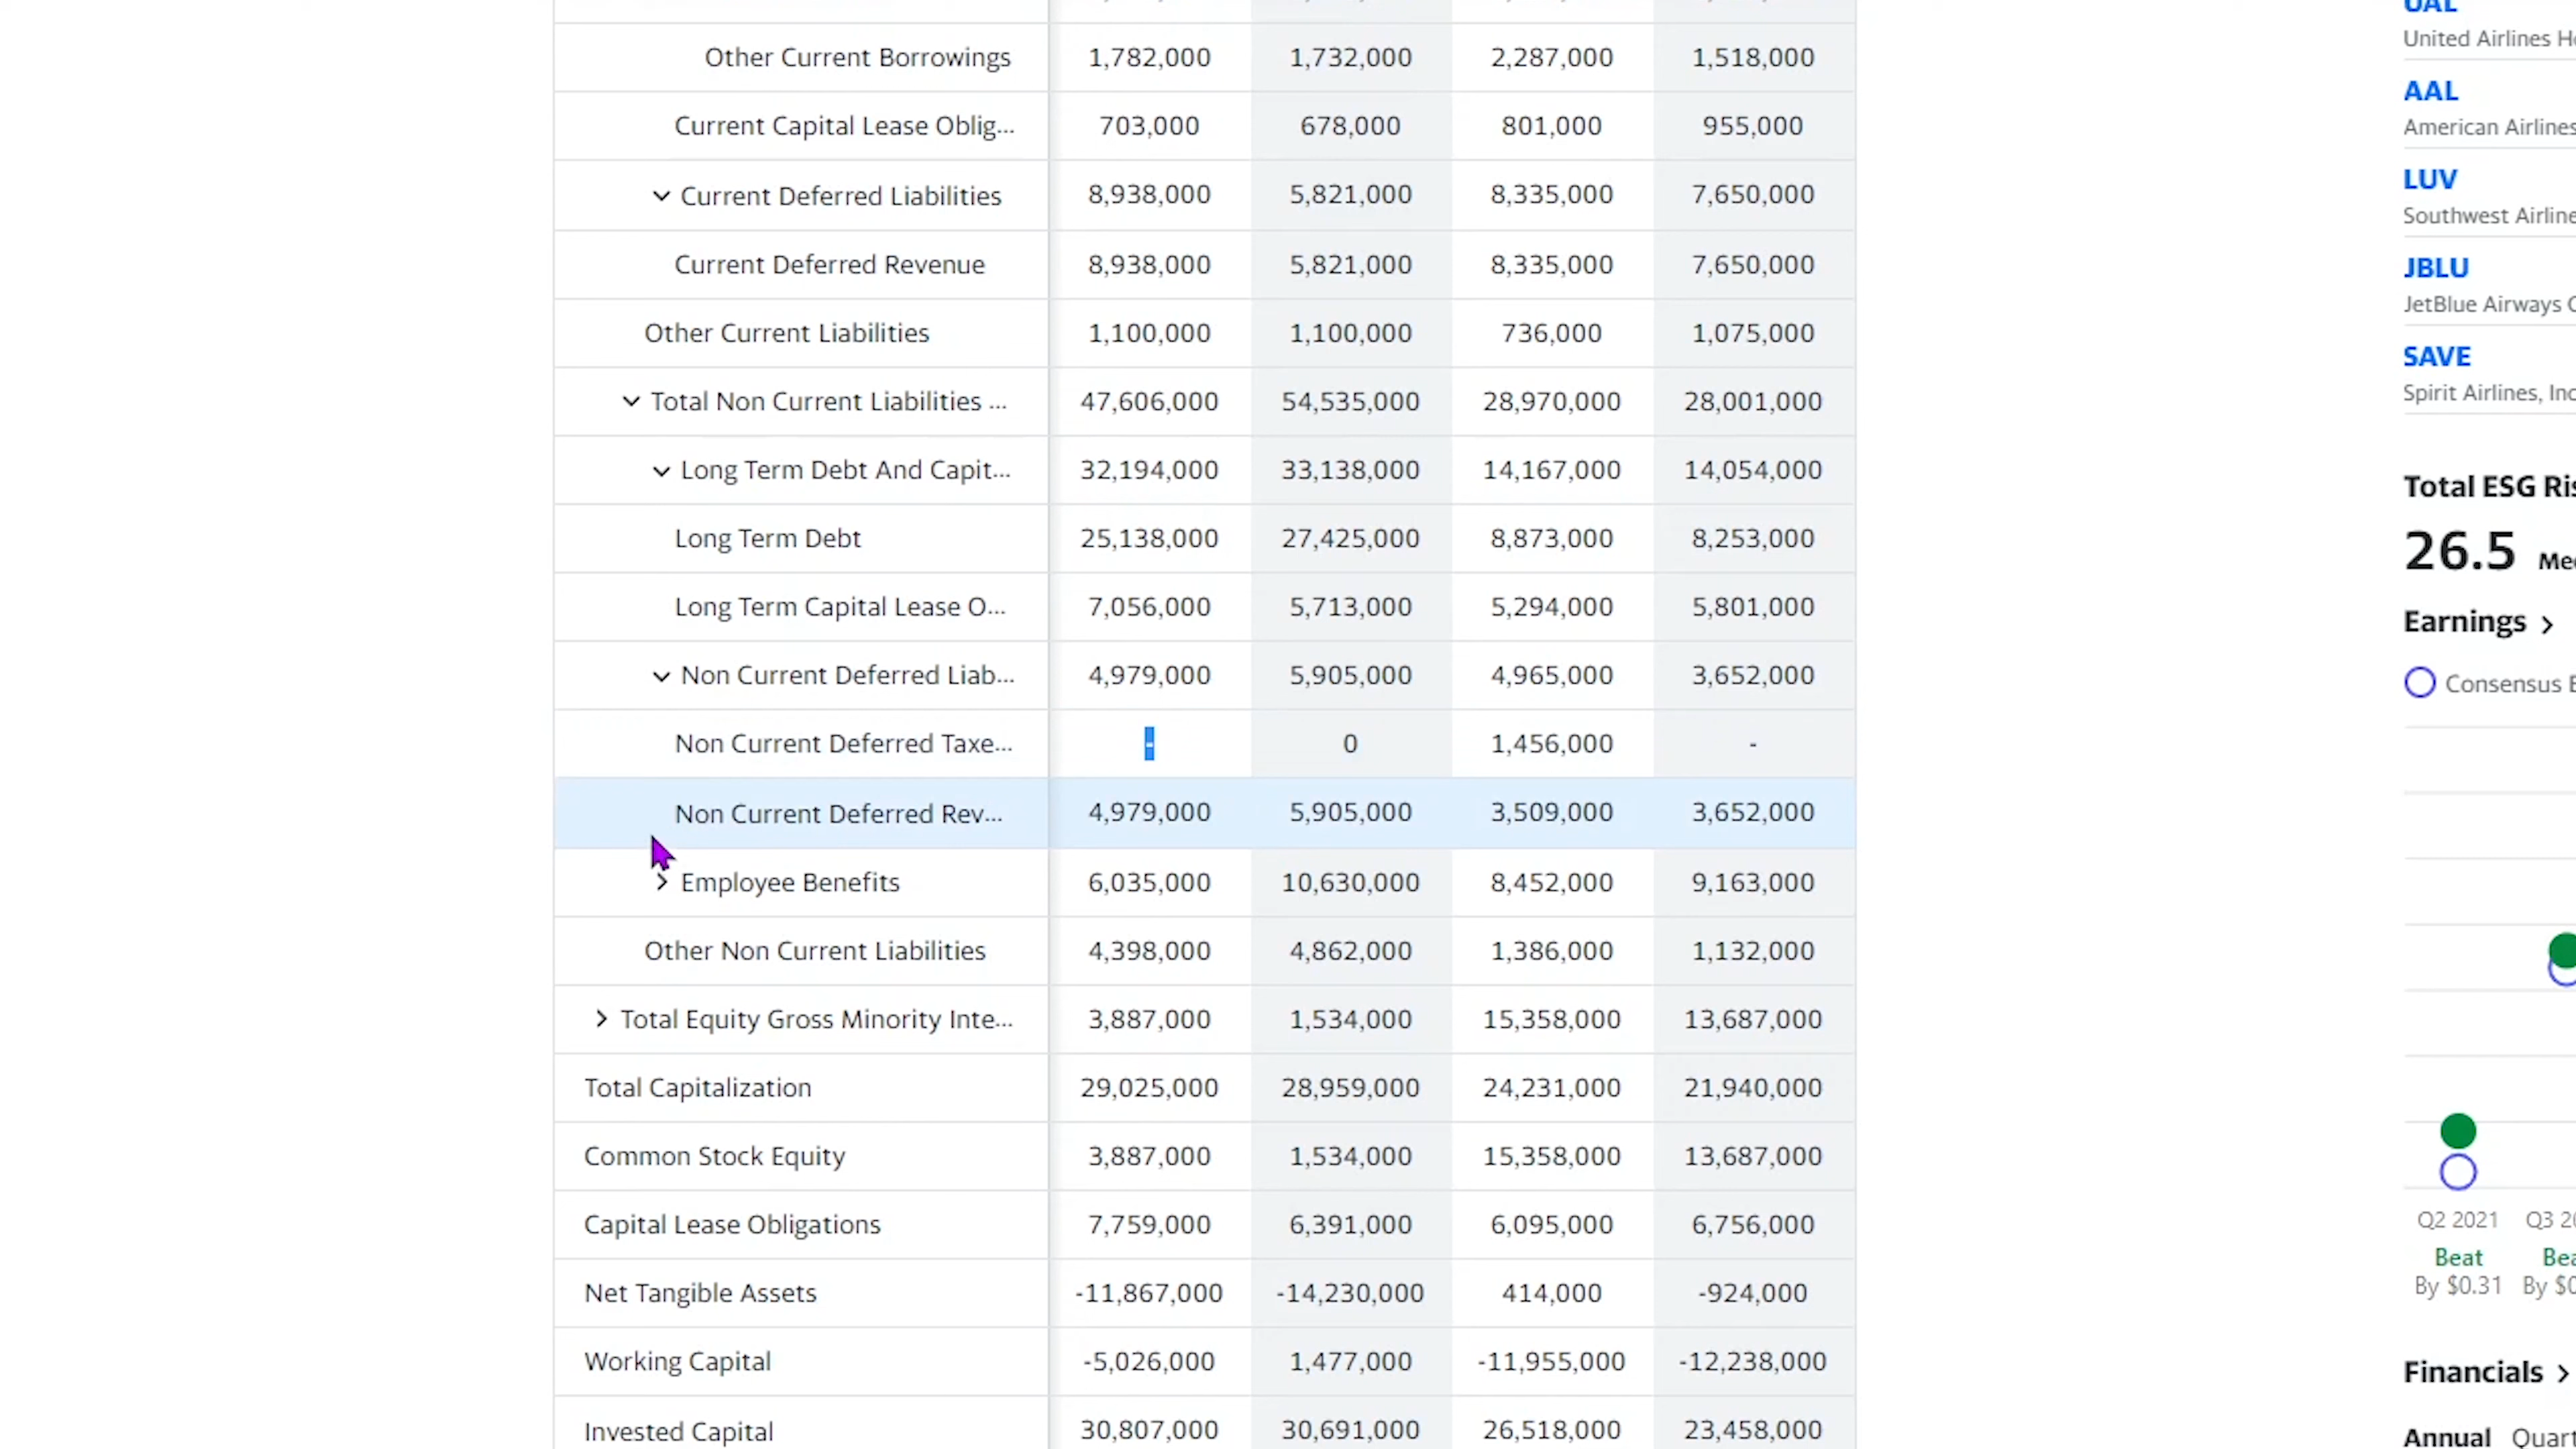 Other Current Borrowings 1,782,000 1,732,000 2,287,000 1,518,000
Current Capital Lease Oblig... 703,000 678,000 801,000 955,000
Current Deferred Liabilities 8,938,000 5,821,000 8,335,000 7,650,000
Current Deferred Revenue 8,938,000 5,821,000 8,335,000 7,650,000
Other Current Liabilities 1,100,000 1,100,000 736,000 1,075,000
Total Non Current Liabilities ... 47,606,000 54,535,000 28,970,000 28,001,000
Long Term Debt And Capit... 32,194,000 33,138,000 14,167,000 14,054,000
Long Term Debt 25,138,000 27,425,000 8,873,000 8,253,000
Long Term Capital Lease O... 7,056,000 5,713,000 5,294,000 5,801,000
Non Current Deferred Liab... 4,979,000 5,905,000 4,965,000 3,652,000
Non Current Deferred Taxe... - 0 1,456,000 -
Non Current Deferred Rev... 4,979,000 5,905,000 3,509,000 3,652,000
Employee Benefits 6,035,000 10,630,000 8,452,000 9,163,000
Other Non Current Liabilities 4,398,000 4,862,000 1,386,000 1,132,000
Total Equity Gross Minority Inte... 3,887,000 1,534,000 15,358,000 13,687,000
Total Capitalization 29,025,000 28,959,000 24,231,000 21,940,000
Common Stock Equity 3,887,000 1,534,000 15,358,000 13,687,000
Capital Lease Obligations 7,759,000 6,391,000 6,095,000 6,756,000
Net Tangible Assets -11,867,000 -14,230,000 414,000 -924,000
Working Capital -5,026,000 1,477,000 -11,955,000 -12,238,000
Invested Capital 30,807,000 30,691,000 26,518,000 23,458,000
UAL
United Airlines H
AAL
American Airlines
LUV
Southwest Airline
JBLU
JetBlue Airways
SAVE
Spirit Airlines, Inc
Total ESG Ris
26.5 Me
Earnings
Consensus E
Q2 2021 Q3 20
Beat Bea
By $0.31 By $0
Financials
Annual Quart